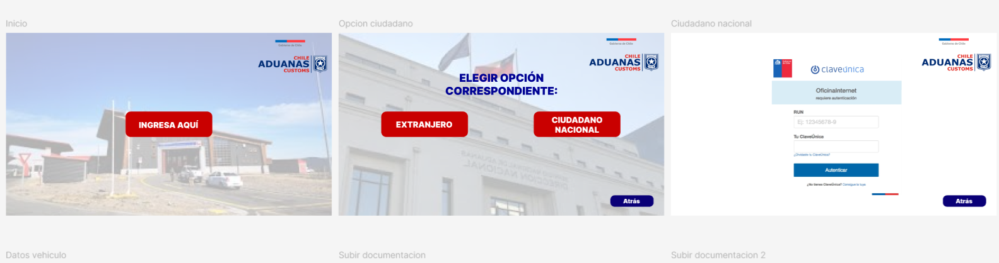 Inicio
Opcion ciudadano
Ciudadano nacional
Gobierno de Chile
CHILE
ADUANAS
CUSTOMS
INGRESA AQUÍ
Gobierno de Chile
CHILE
ADUANAS
CUSTOMS
ELEGIR OPCIÓN
CORRESPONDIENTE:
EXTRANJERO
CIUDADANO
NACIONAL
DIRECCION NACIONAL
Atrás
Gobierno de Chile
CHILE
ADUANAS
CUSTOMS
claveúnica
OficinaInternet
requiere autenticación
RUN
Ej: 12345678-9
Tu ClaveÚnica
¿Olvidaste tu ClaveÚnica?
Autenticar
¿No tienes ClaveÚnica? Consigue la tuya
Atrás
Datos vehiculo
Subir documentacion
Subir documentacion 2